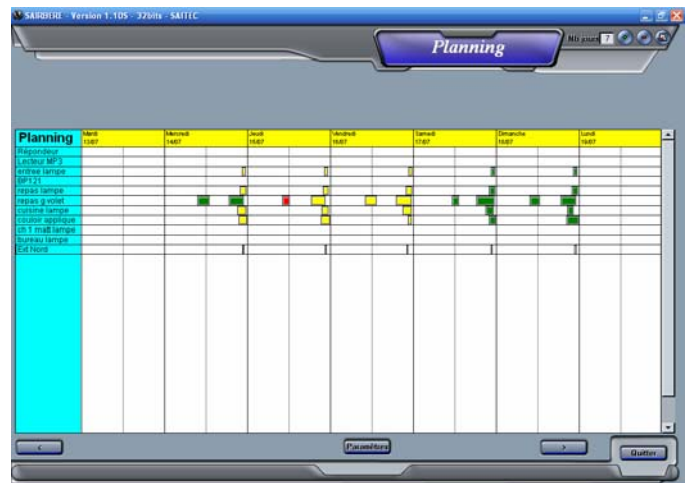 SAIRBERE - Version 1.105 - 32bits - SAITEC
Planning
Nb jours 7
Planning
Mardi 13/07
Mercredi 14/07
Jeudi 15/07
Vendredi 16/07
Samedi 17/07
Dimanche 18/07
Lundi 19/07
Répondeur
Lecteur MP3
entree lampe
BP121
repas lampe
repas g volet
cuisine lampe
couloir applique
ch 1 matt lampe
bureau lampe
Ext Nord
<
Paramètres
>
Quitter